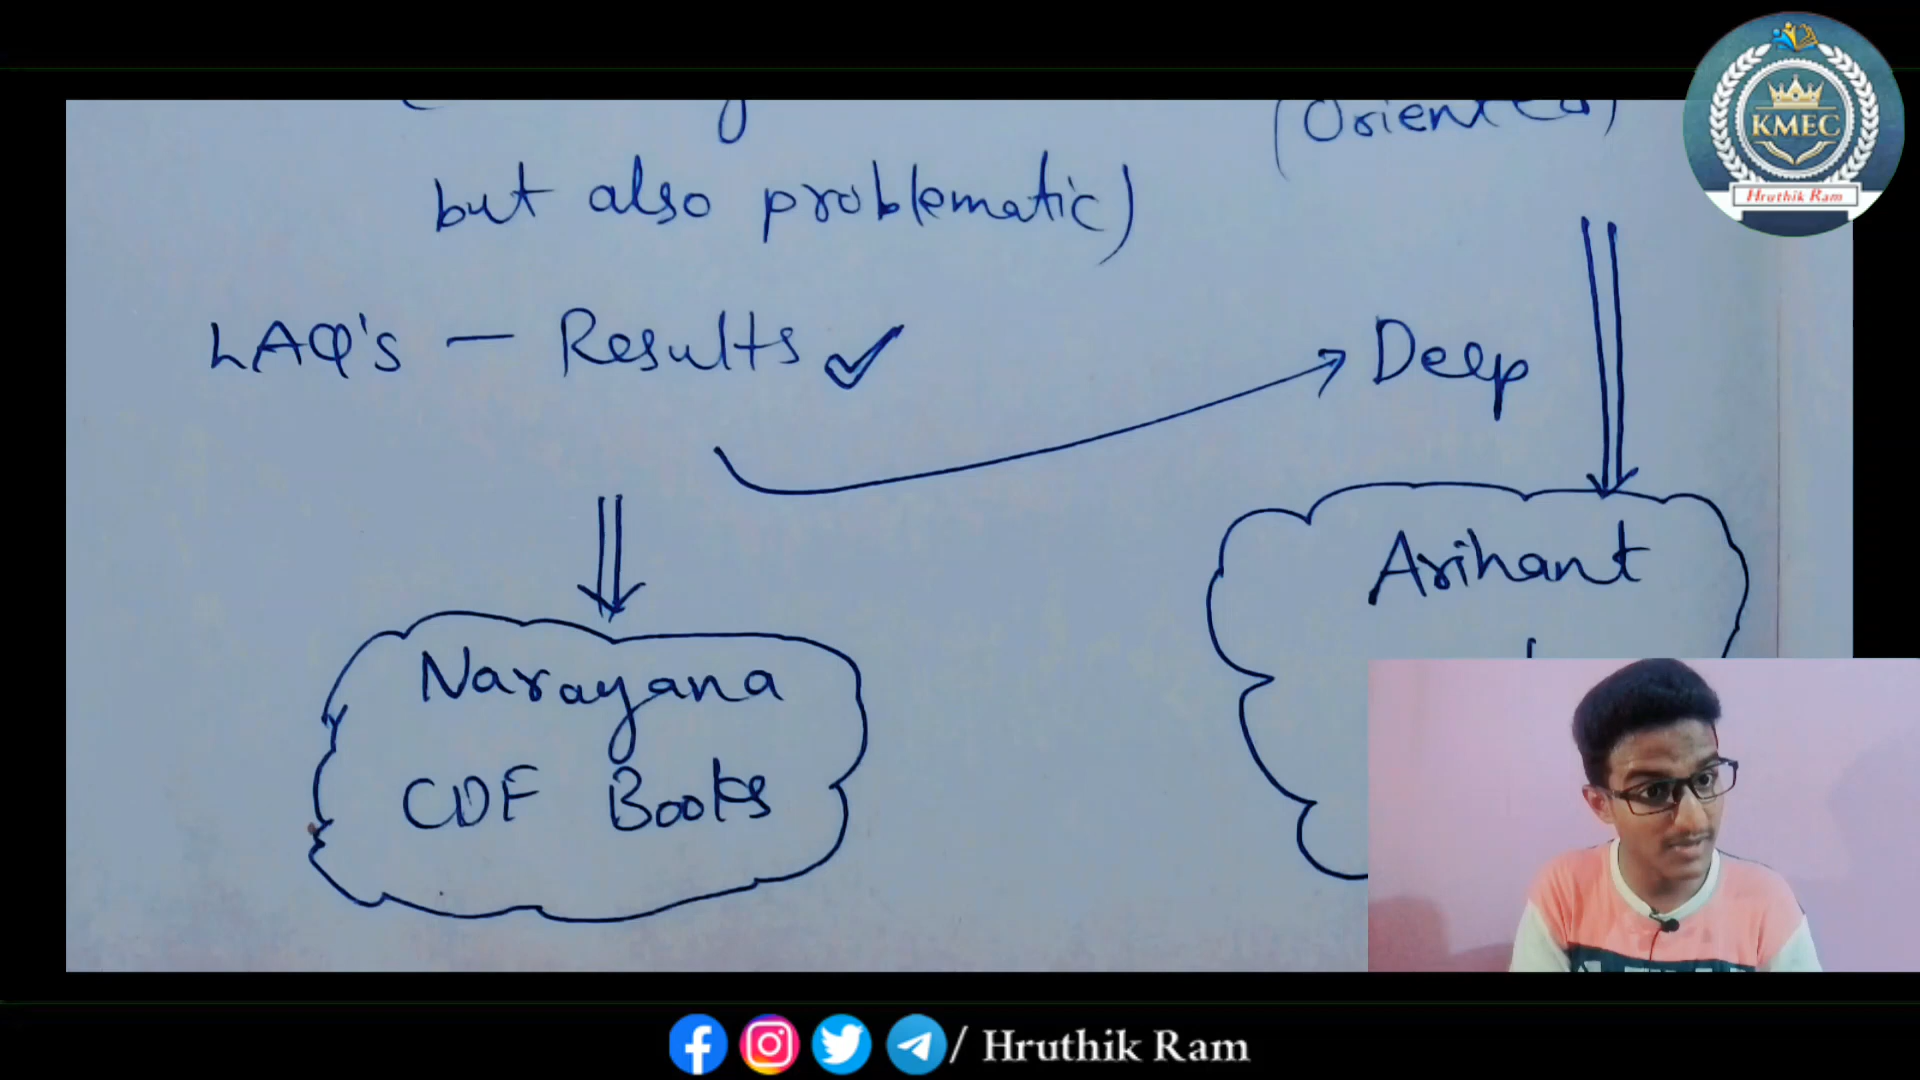 (Oriented)
but also problematic)
LAQ's — Results ✓
Deep
Arihant
Narayana
CDF Books
KMEC
Hruthik Ram
/ Hruthik Ram